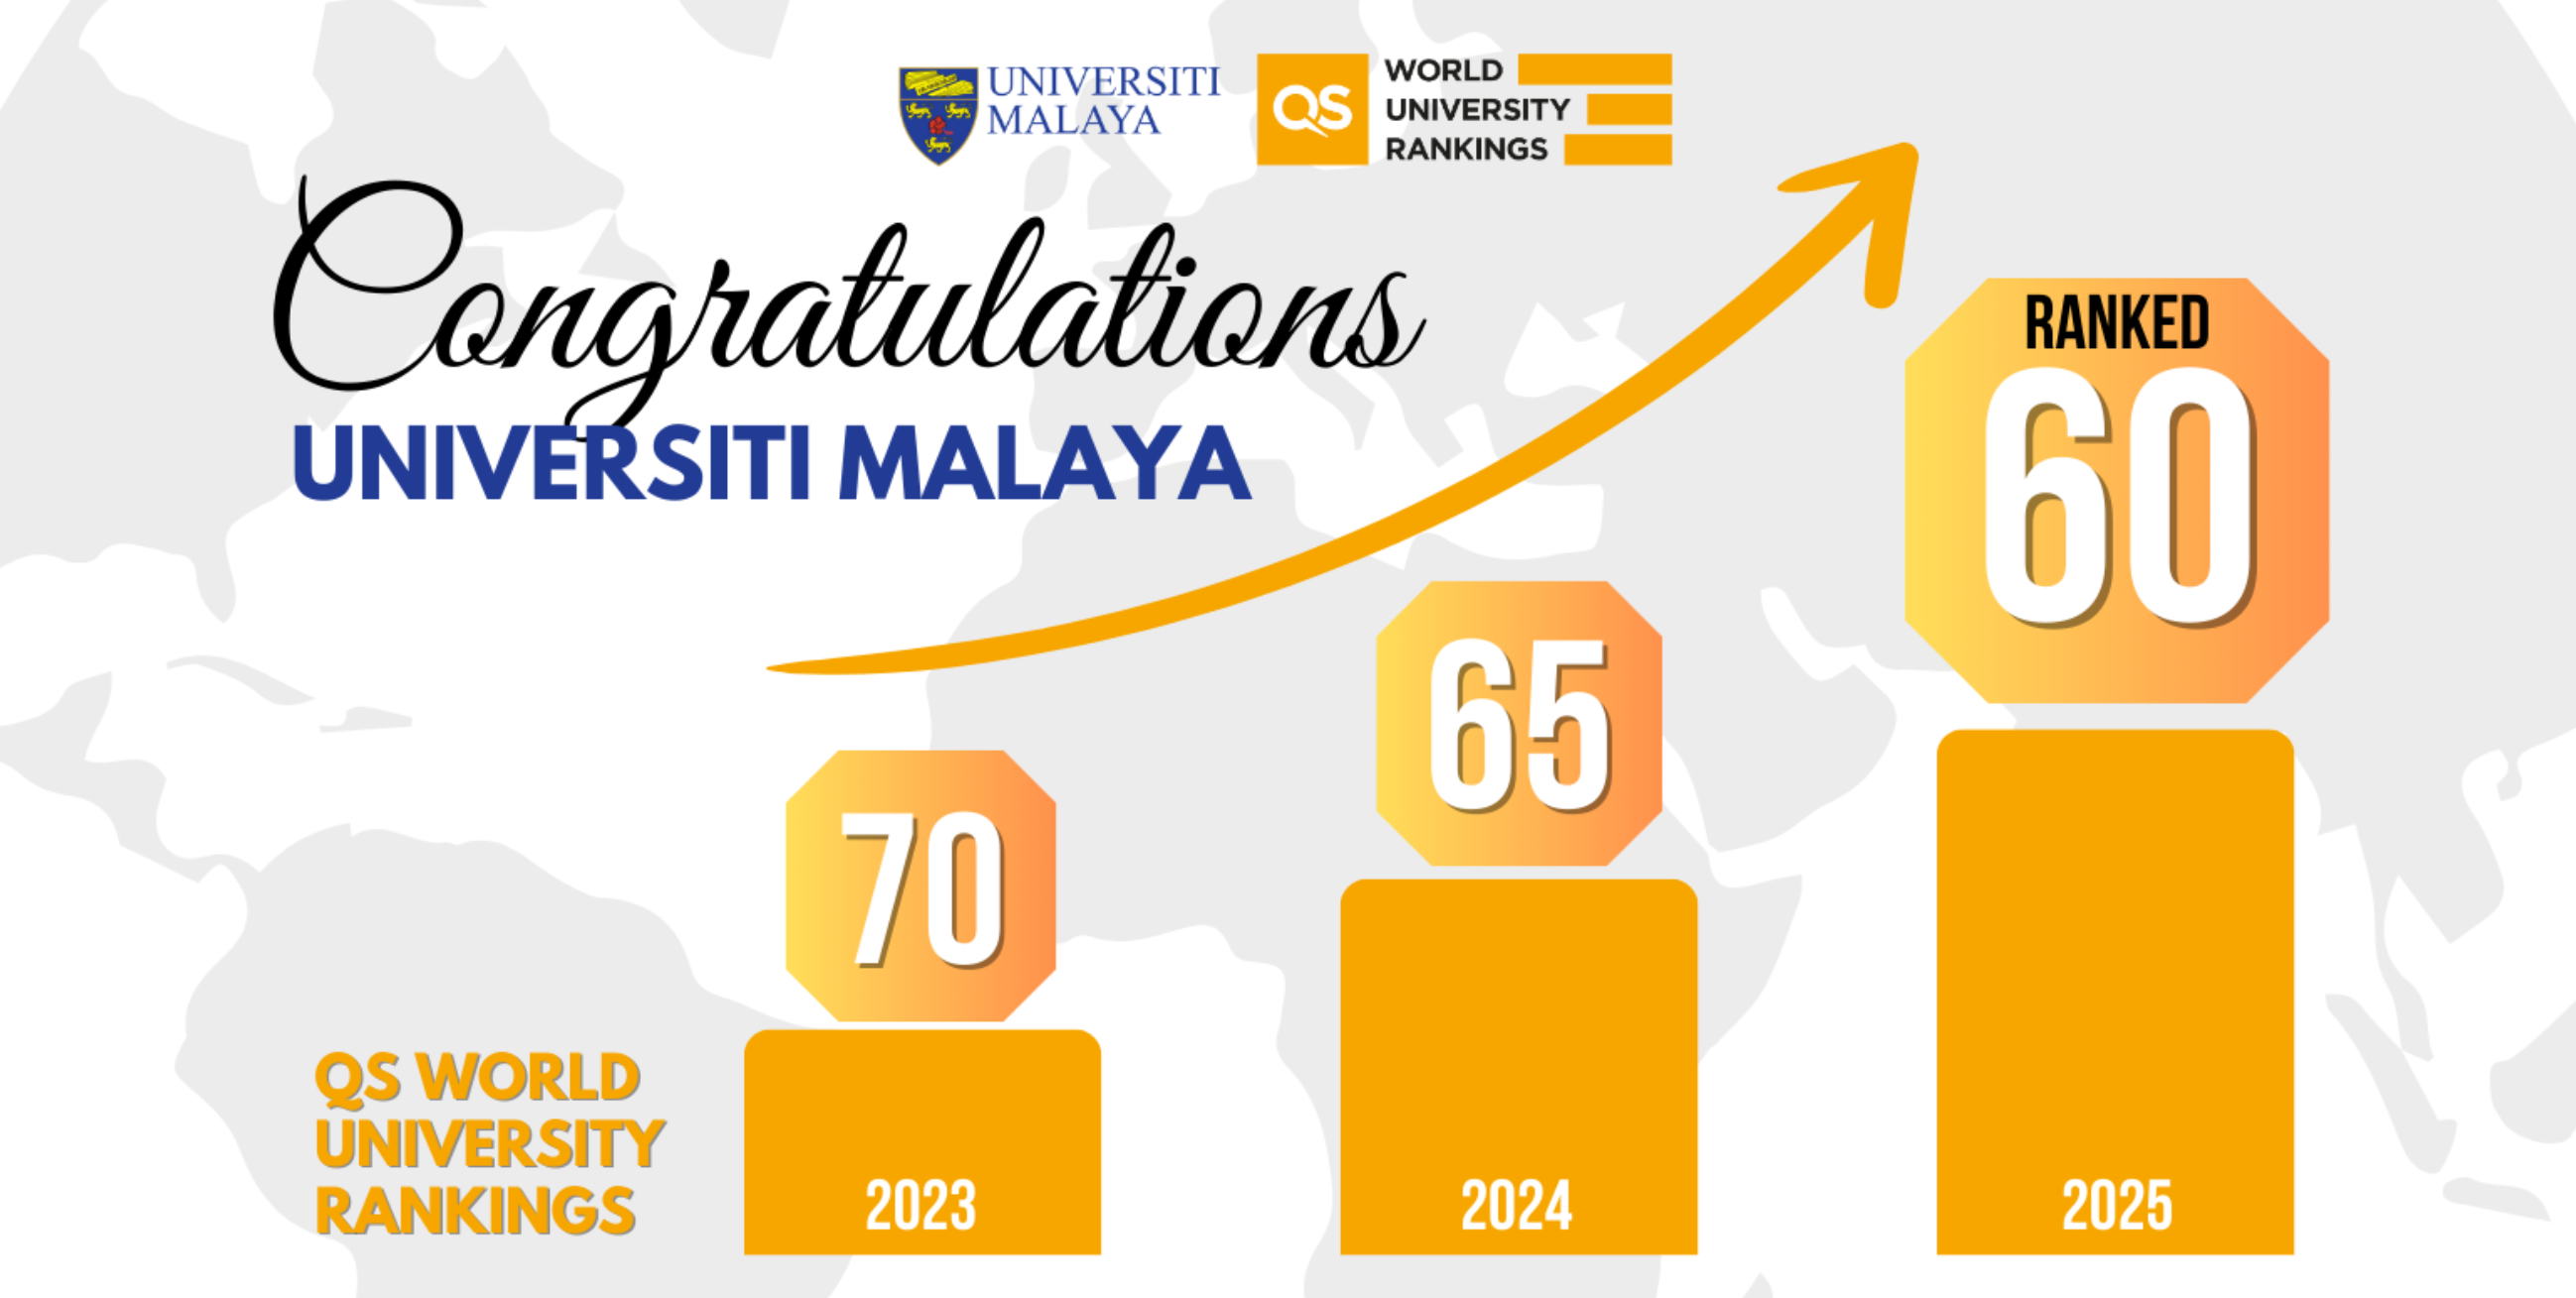 UNIVERSITI
MALAYA
QS
WORLD
UNIVERSITY
RANKINGS
Congratulations
UNIVERSITI MALAYA
RANKED
60
65
70
QS WORLD
UNIVERSITY
RANKINGS
2023
2024
2025